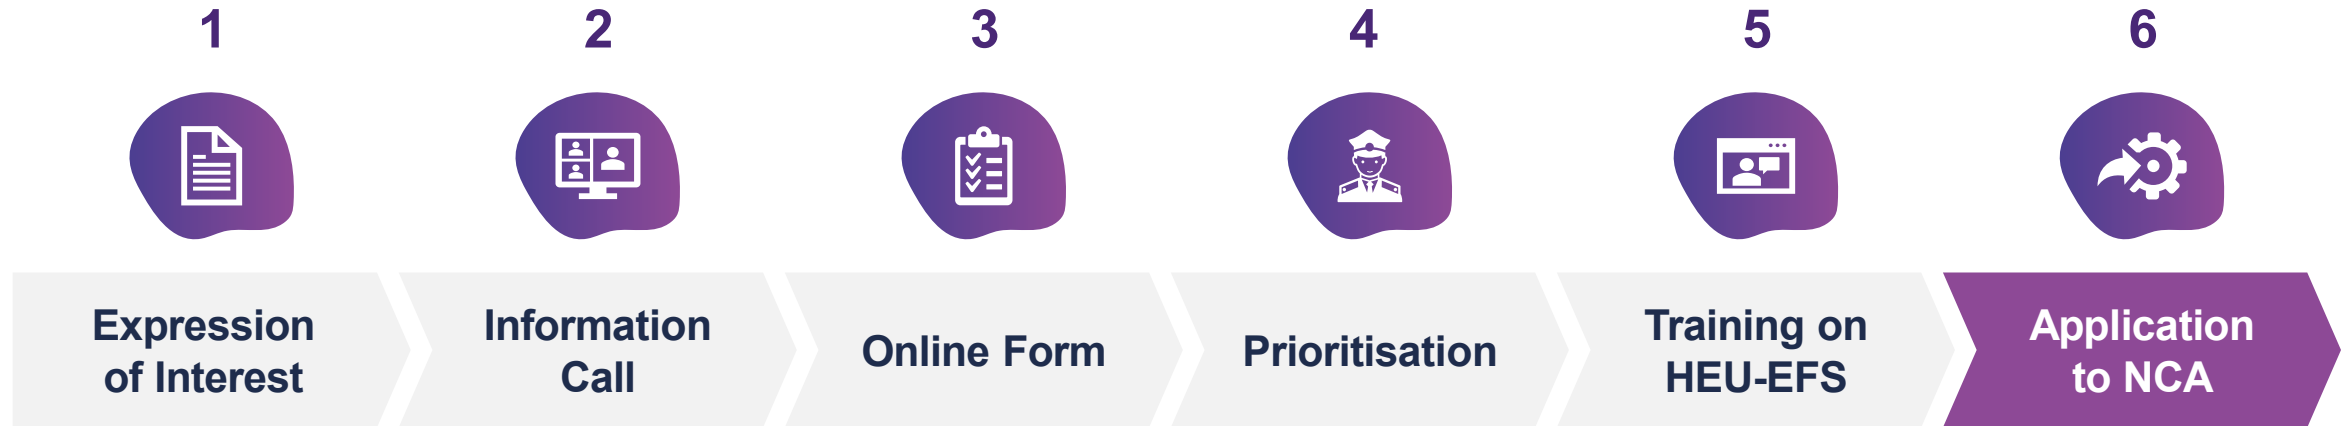 1
2
3
4
5
6
Expression
of Interest
Information
Call
Online Form
Prioritisation
Training on
HEU-EFS
Application
to NCA